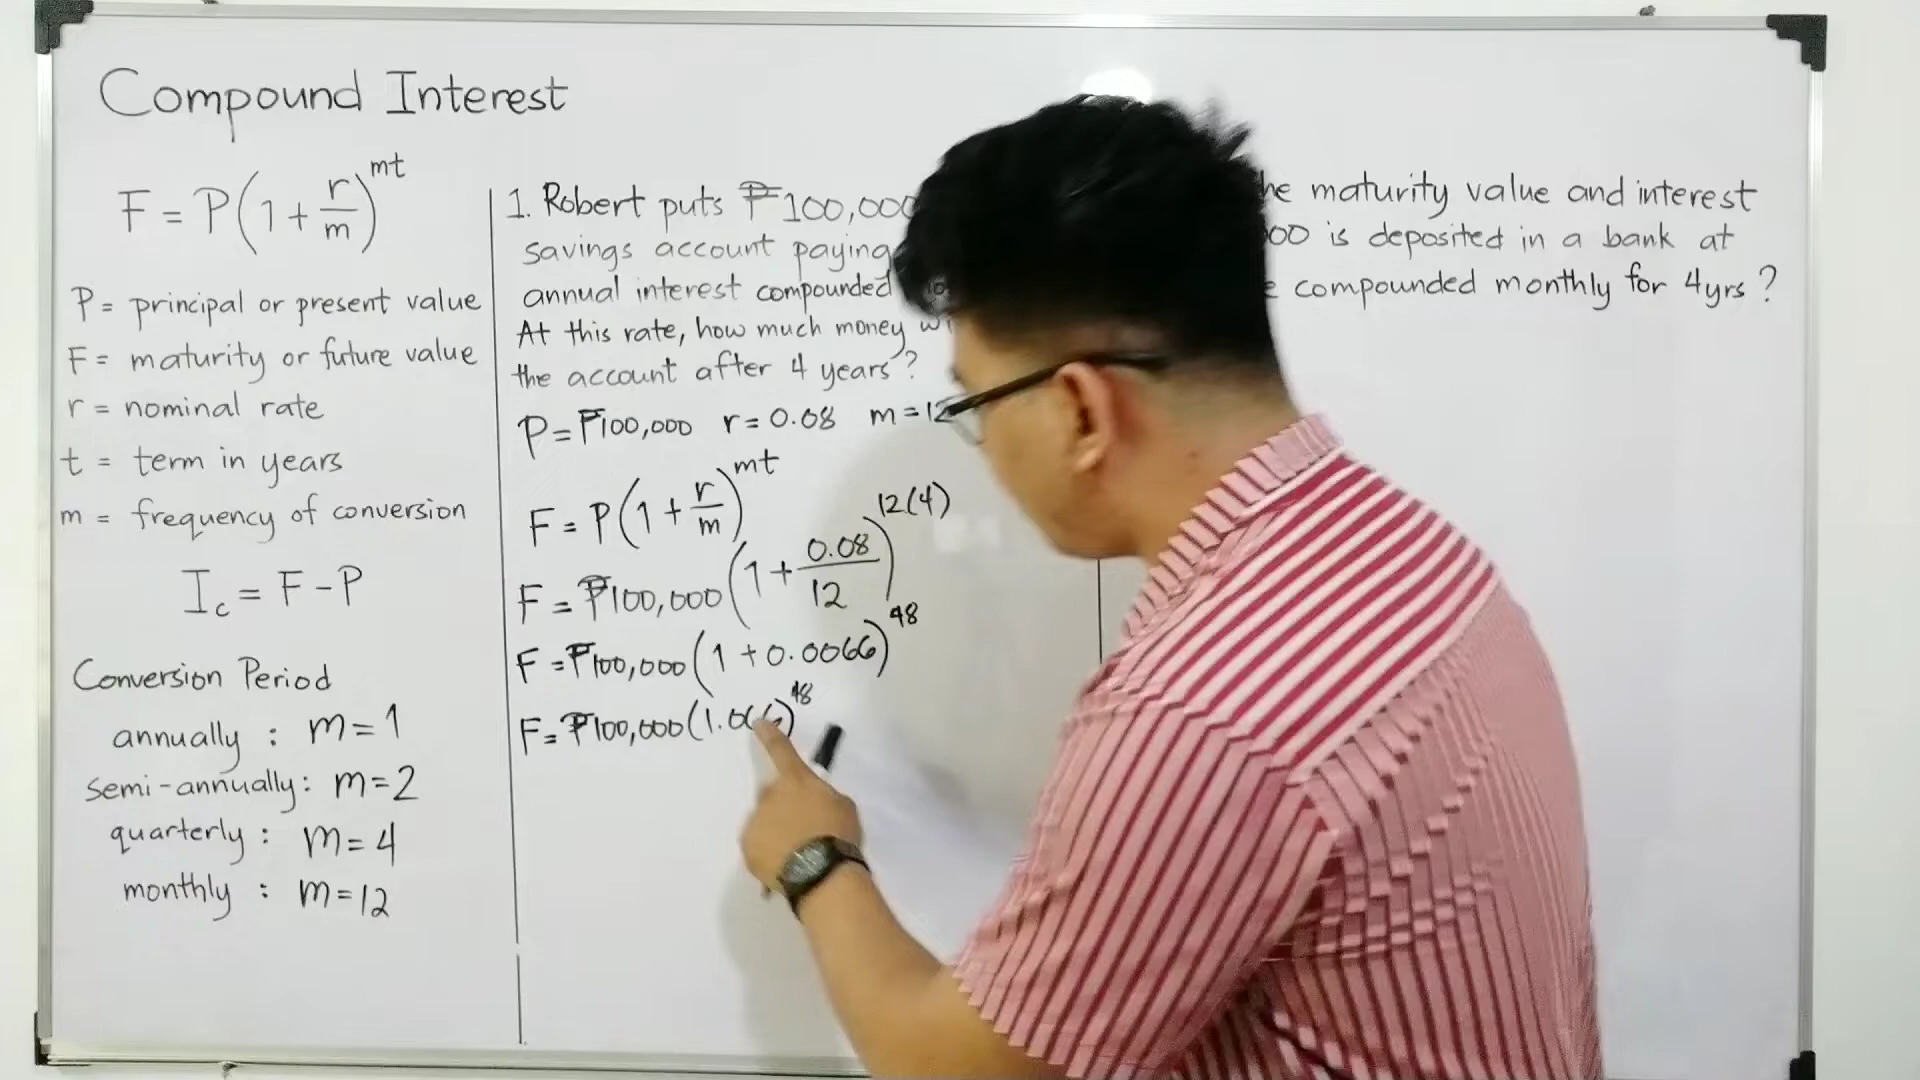 Compound Interest
F = P(1 + r/m)^mt
P = principal or present value
F = maturity or future value
r = nominal rate
t = term in years
m = frequency of conversion
Ic = F - P
Conversion Period
annually : m = 1
semi-annually : m = 2
quarterly : m = 4
monthly : m = 12
1. Robert puts ₱100,000
savings account paying
annual interest compounded
At this rate, how much money
the account after 4 years?
P = ₱100,000 r = 0.08 m = 12
F = P(1 + r/m)^mt
F = ₱100,000(1 + 0.08/12)^12(4)
F = ₱100,000(1 + 0.0066)^48
F = ₱100,000(1.066)^48
maturity value and interest
is deposited in a bank at
compounded monthly for 4yrs?